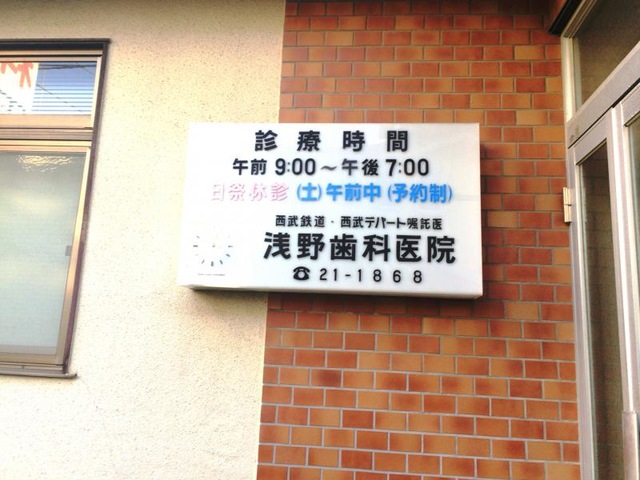 診療時間
午前 9:00～午後 7:00
日祭休診 (土)午前中 (予約制)
西武鉄道・西武デパート嘱託医
浅野歯科医院
☎ 21-1868